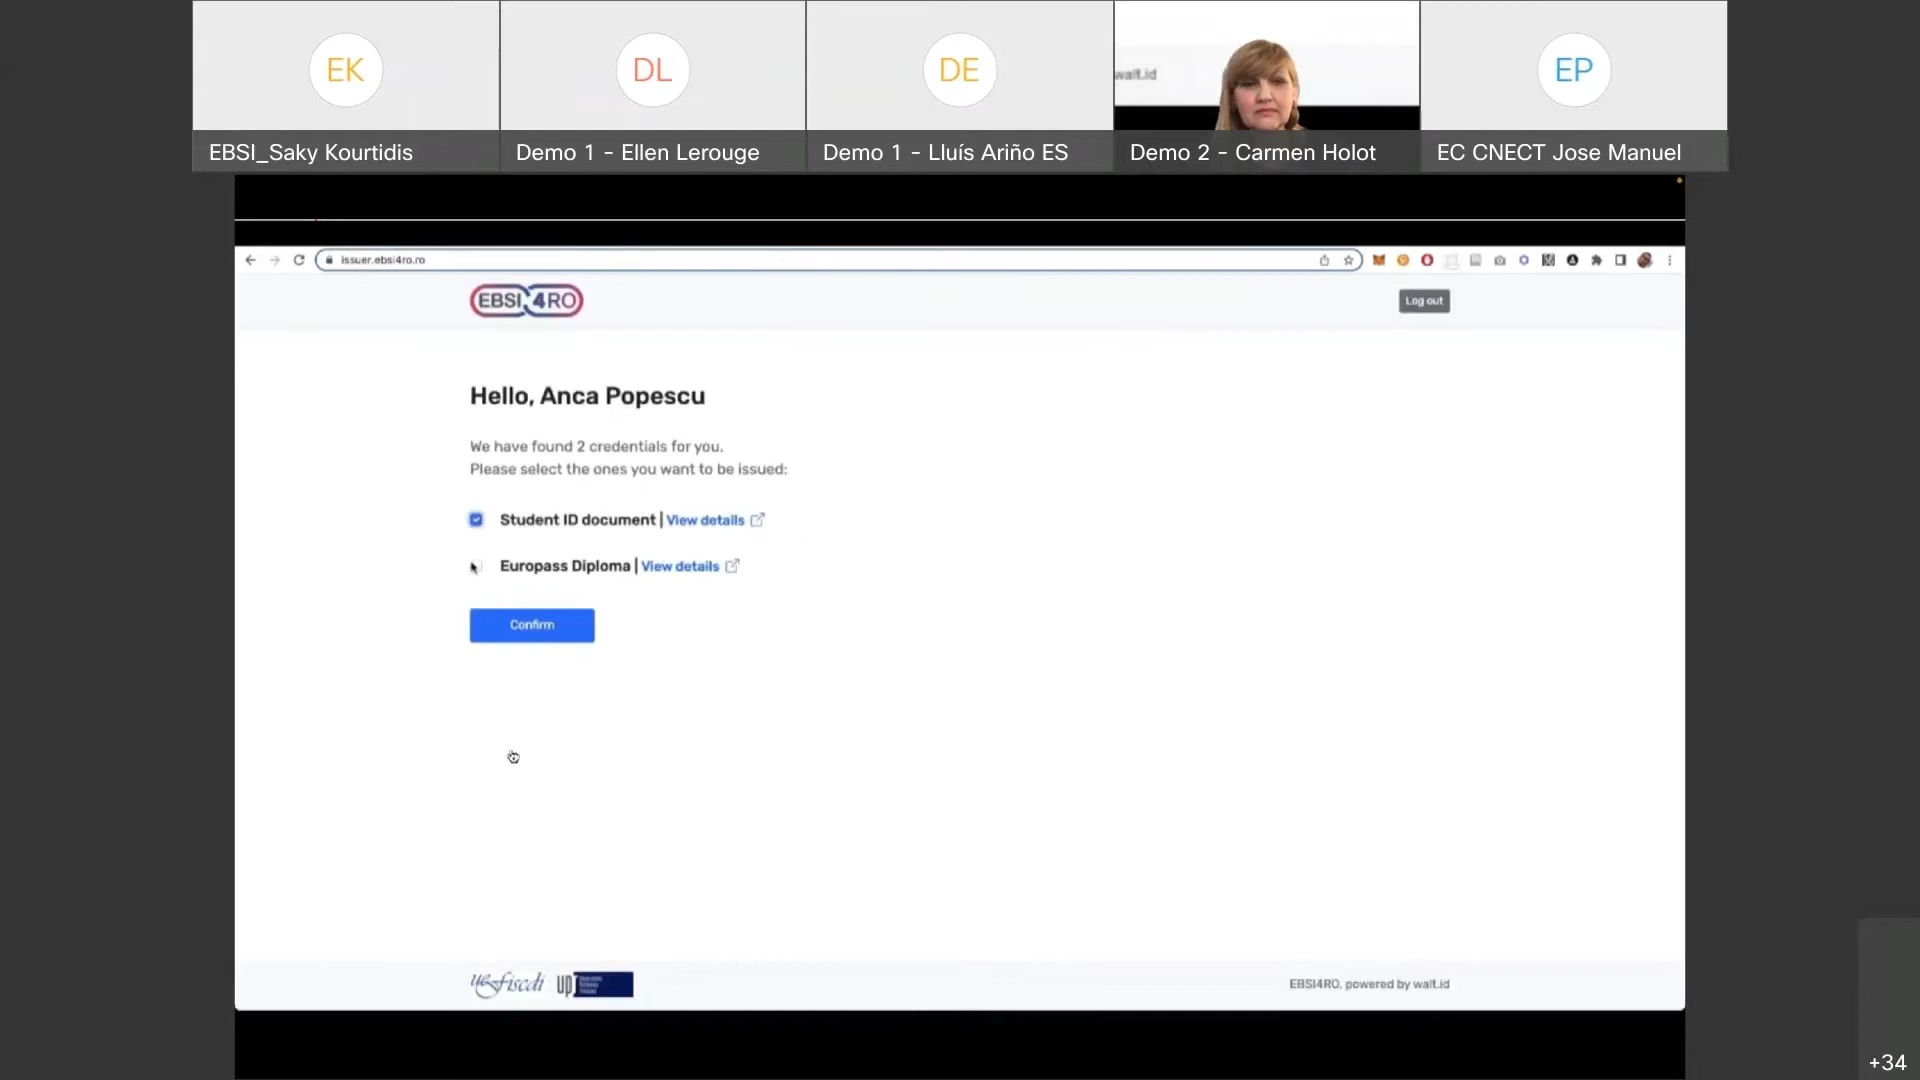 EK
DL
DE
walt.id
EP
EBSI_Saky Kourtidis
Demo 1 - Ellen Lerouge
Demo 1 - Lluís Ariño ES
Demo 2 - Carmen Holot
EC CNECT Jose Manuel
issuer.ebsi4ro.ro
EBSI4RO
Log out
Hello, Anca Popescu
We have found 2 credentials for you.
Please select the ones you want to be issued:
Student ID document | View details
Europass Diploma | View details
Confirm
uefiscdi
UP
EBSI4RO, powered by walt.id
+34